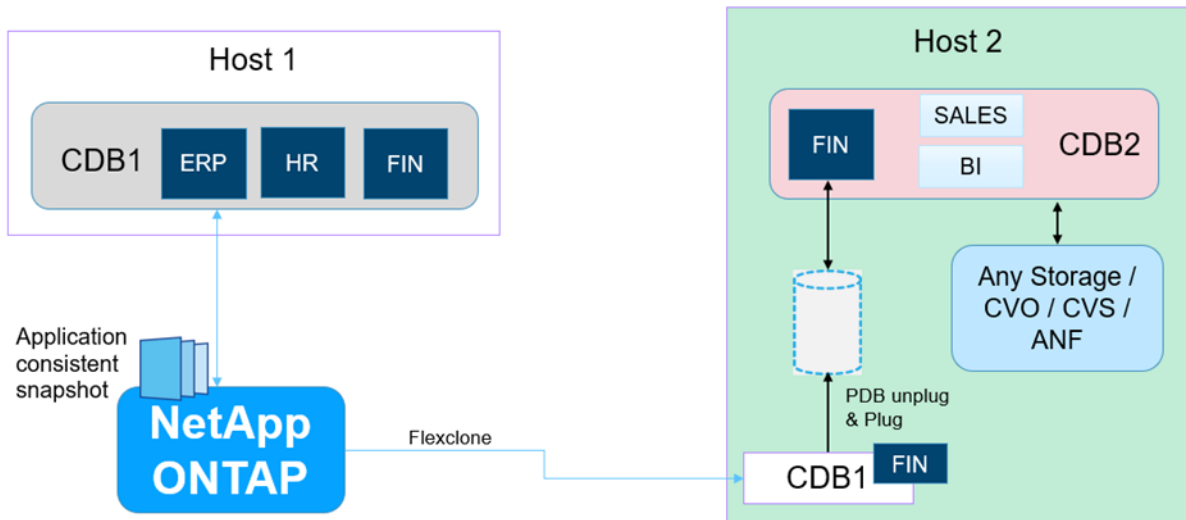 Host 1
CDB1
ERP
HR
FIN
Application
consistent
snapshot
NetApp
ONTAP
Flexclone
Host 2
FIN
SALES
BI
CDB2
Any Storage /
CVO / CVS /
ANF
PDB unplug
& Plug
CDB1
FIN